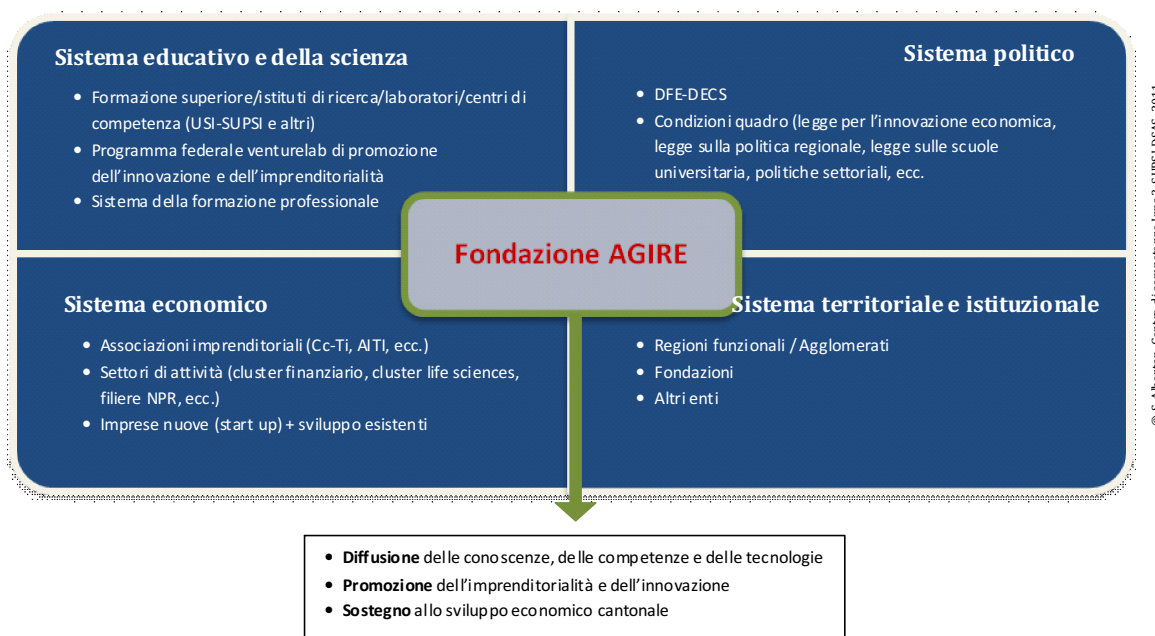 Sistema educativo e della scienza
• Formazione superiore/istituti di ricerca/laboratori/centri di
competenza (USI-SUPSI e altri)
• Programma federale venturelab di promozione
dell'innovazione e dell'imprenditorialità
• Sistema della formazione professionale
Sistema politico
• DFE-DECS
• Condizioni quadro (legge per l'innovazione economica,
legge sulla politica regionale, legge sulle scuole
universitaria, politiche settoriali, ecc.
Fondazione AGIRE
Sistema economico
• Associazioni imprenditoriali (Cc-Ti, AITI, ecc.)
• Settori di attività (cluster finanziario, cluster life sciences,
filiere NPR, ecc.)
• Imprese nuove (start up) + sviluppo esistenti
Sistema territoriale e istituzionale
• Regioni funzionali / Agglomerati
• Fondazioni
• Altri enti
• Diffusione delle conoscenze, delle competenze e delle tecnologie
• Promozione dell'imprenditorialità e dell'innovazione
• Sostegno allo sviluppo economico cantonale